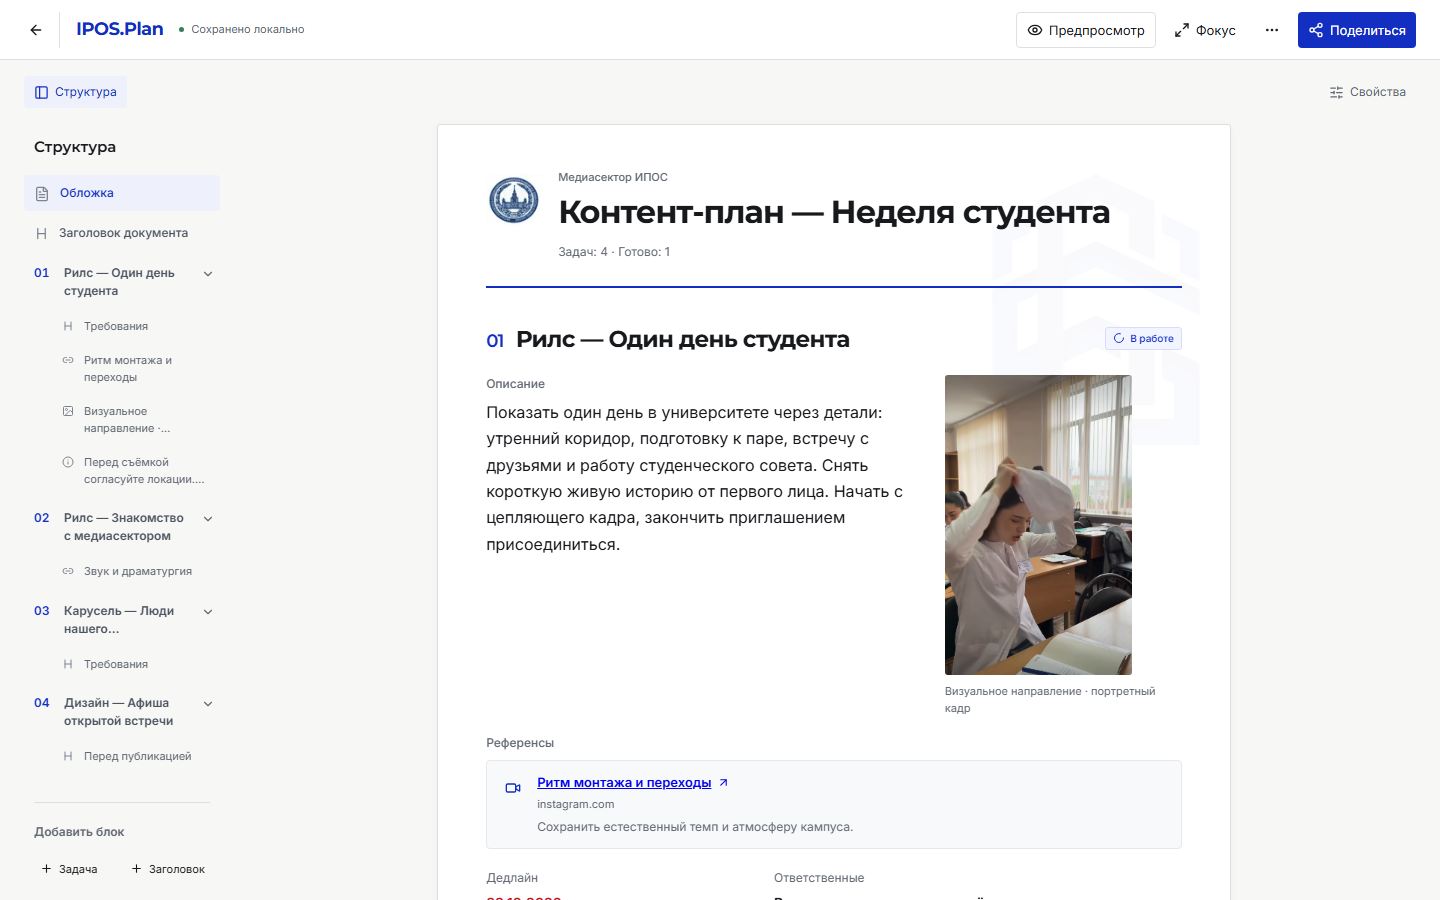 IPOS.Plan
Сохранено локально
Предпросмотр
Фокус
Поделиться
Структура
Свойства
Структура
Обложка
Заголовок документа
01 Рилс — Один день
студента
Требования
Ритм монтажа и
переходы
Визуальное
направление ·...
Перед съёмкой
согласуйте локации....
02 Рилс — Знакомство
с медиасектором
Звук и драматургия
03 Карусель — Люди
нашего...
Требования
04 Дизайн — Афиша
открытой встречи
Перед публикацией
Добавить блок
+ Задача
+ Заголовок
Медиасектор ИПОС
Контент-план — Неделя студента
Задач: 4 · Готово: 1
01 Рилс — Один день студента
В работе
Описание
Показать один день в университете через детали:
утренний коридор, подготовку к паре, встречу с
друзьями и работу студенческого совета. Снять
короткую живую историю от первого лица. Начать с
цепляющего кадра, закончить приглашением
присоединиться.
Визуальное направление · портретный
кадр
Референсы
Ритм монтажа и переходы
instagram.com
Сохранить естественный темп и атмосферу кампуса.
Дедлайн
Ответственные